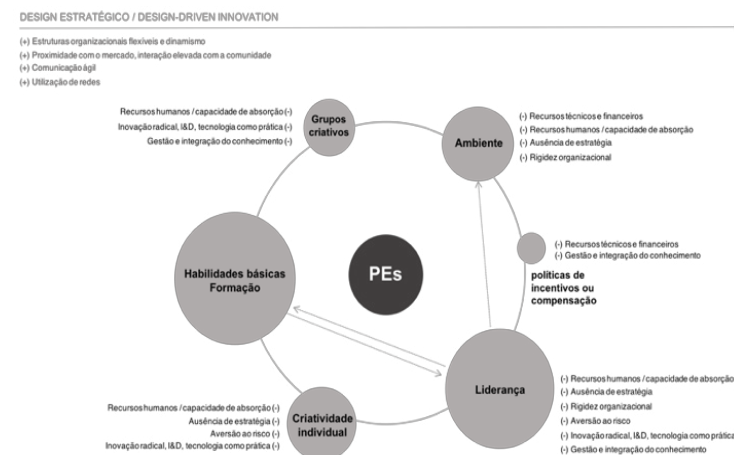 DESIGN ESTRATÉGICO / DESIGN-DRIVEN INNOVATION
(+) Estruturas organizacionais flexíveis e dinamismo
(+) Proximidade com o mercado, interação elevada com a comunidade
(+) Comunicação ágil
(+) Utilização de redes
Recursos humanos / capacidade de absorção (-)
Inovação radical, I&D, tecnologia como prática (-)
Gestão e integração do conhecimento (-)
Grupos
criativos
Ambiente
(-) Recursos técnicos e financeiros
(-) Recursos humanos / capacidade de absorção
(-) Ausência de estratégia
(-) Rigidez organizacional
(-) Recursos técnicos e financeiros
(-) Gestão e integração do conhecimento
políticas de
incentivos ou
compensação
Habilidades básicas
Formação
PEs
Liderança
(-) Recursos humanos / capacidade de absorção
(-) Ausência de estratégia
(-) Rigidez organizacional
(-) Aversão ao risco
(-) Inovação radical, I&D, tecnologia como prática
(-) Gestão e integração do conhecimento
Recursos humanos / capacidade de absorção (-)
Ausência de estratégia (-)
Aversão ao risco (-)
Inovação radical, I&D, tecnologia como prática (-)
Criatividade
individual